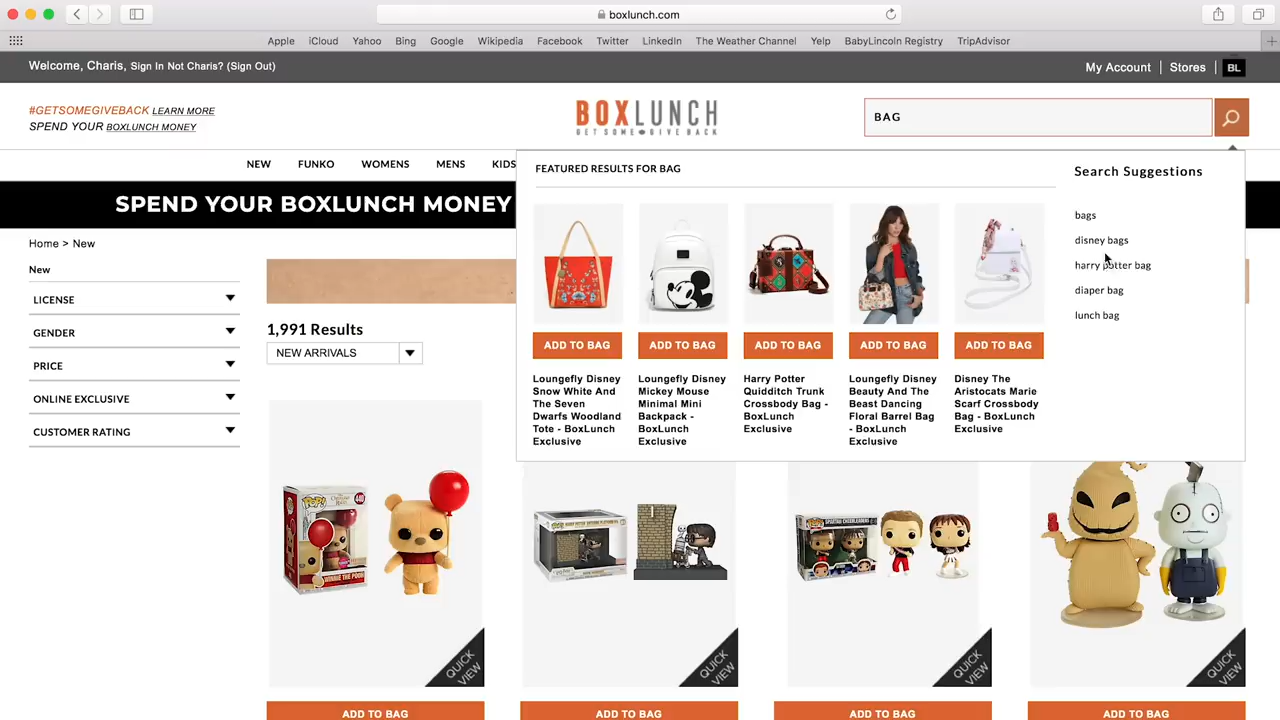 boxlunch.com
Apple iCloud Yahoo Bing Google Wikipedia Facebook Twitter LinkedIn The Weather Channel Yelp BabyLincoln Registry TripAdvisor
Welcome, Charis, Sign In Not Charis? (Sign Out)
My Account Stores BL
#GETSOMEGIVEBACK LEARN MORE
SPEND YOUR BOXLUNCH MONEY
BOXLUNCH
GET SOME GIVE BACK
BAG
NEW FUNKO WOMENS MENS KIDS
SPEND YOUR BOXLUNCH MONEY
Home > New
New
LICENSE
GENDER
PRICE
ONLINE EXCLUSIVE
CUSTOMER RATING
1,991 Results
NEW ARRIVALS
FEATURED RESULTS FOR BAG
ADD TO BAG
Loungefly Disney
Snow White And
The Seven
Dwarfs Woodland
Tote - BoxLunch
Exclusive
ADD TO BAG
Loungefly Disney
Mickey Mouse
Minimal Mini
Backpack -
BoxLunch
Exclusive
ADD TO BAG
Harry Potter
Quidditch Trunk
Crossbody Bag -
BoxLunch
Exclusive
ADD TO BAG
Loungefly Disney
Beauty And The
Beast Dancing
Floral Barrel Bag
- BoxLunch
Exclusive
ADD TO BAG
Disney The
Aristocats Marie
Scarf Crossbody
Bag - BoxLunch
Exclusive
Search Suggestions
bags
disney bags
harry potter bag
diaper bag
lunch bag
POP!
440
WINNIE THE POOH
QUICK VIEW
QUICK VIEW
QUICK VIEW
QUICK VIEW
ADD TO BAG
ADD TO BAG
ADD TO BAG
ADD TO BAG